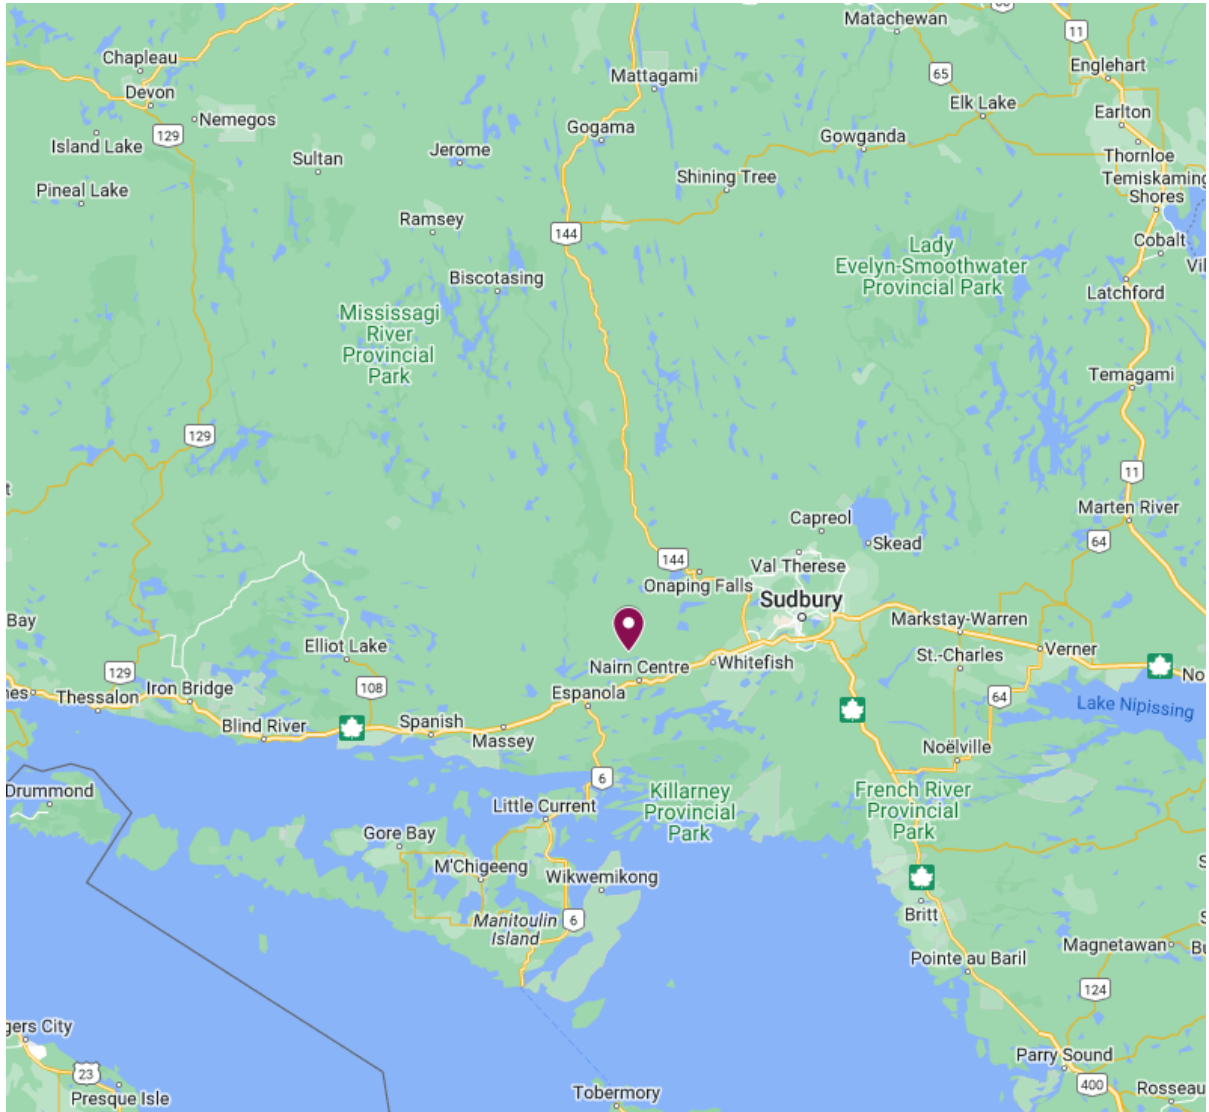 Matachewan
Chapleau
11
Englehart
Mattagami
65
Devon
Elk Lake
Nemegos
Earlton
129
Gogama
Gowganda
Island Lake
Jerome
Sultan
Thornloe
Shining Tree
Temiskaming
Shores
Pineal Lake
Ramsey
144
Cobalt
Lady
Evelyn-Smoothwater
Provincial Park
Biscotasing
Latchford
Mississagi
River
Provincial
Park
Temagami
129
11
Marten River
Capreol
64
Skead
144
Val Therese
Onaping Falls
Sudbury
Bay
Markstay-Warren
Elliot Lake
Verner
St.-Charles
Nairn Centre
Whitefish
129
Thessalon
Iron Bridge
108
Espanola
64
Lake Nipissing
Blind River
Spanish
Massey
Noëlville
6
Drummond
Killarney
Provincial
Park
French River
Provincial
Park
Little Current
Gore Bay
M'Chigeeng
Wikwemikong
Britt
Manitoulin
Island
6
Magnetawan
Pointe au Baril
124
gers City
Parry Sound
23
400
Presque Isle
Tobermory
Rosseau